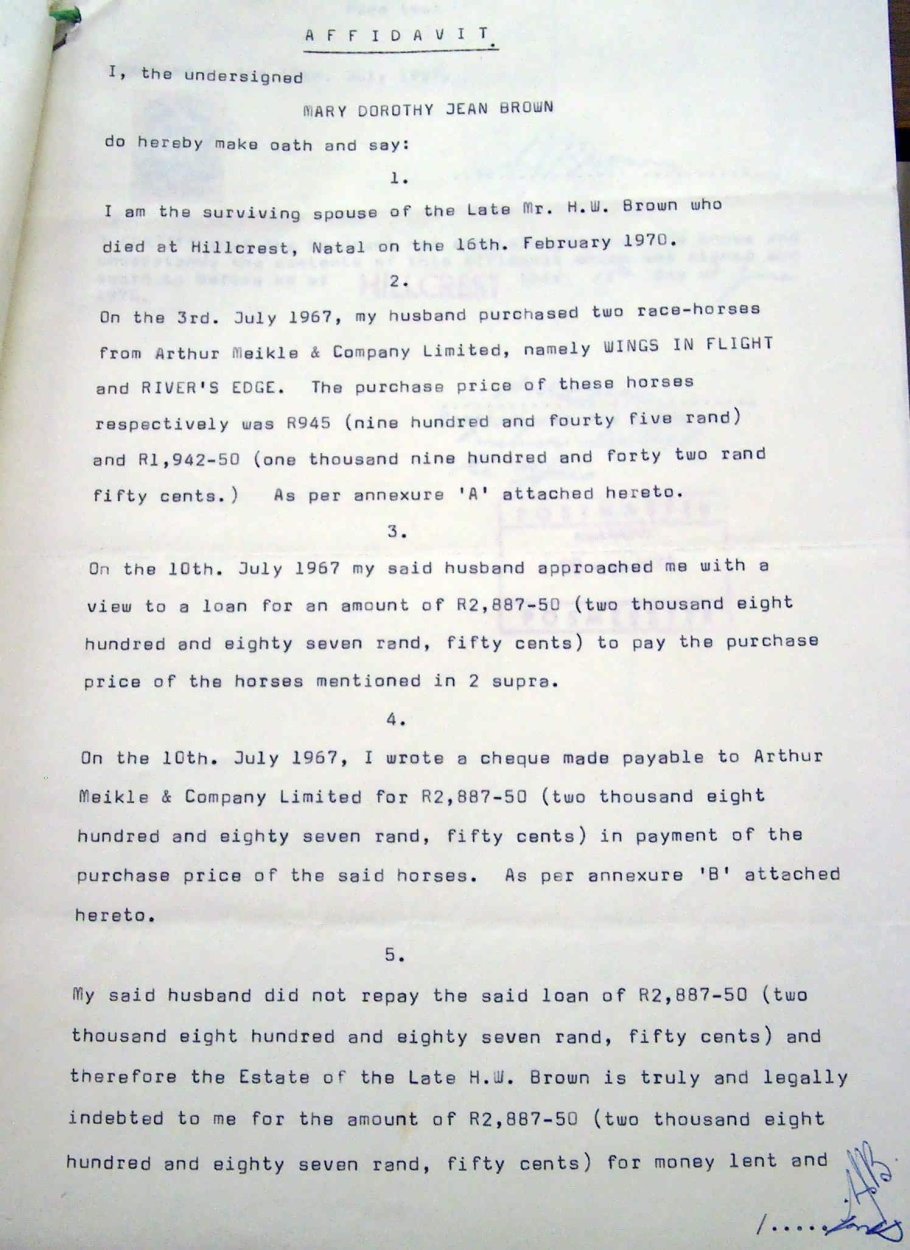 A F F I D A V I T.
I, the undersigned
MARY DOROTHY JEAN BROWN
do hereby make oath and say:
1.
I am the surviving spouse of the Late Mr. H.W. Brown who
died at Hillcrest, Natal on the 16th. February 1970.
2.
On the 3rd. July 1967, my husband purchased two race-horses
from Arthur Meikle & Company Limited, namely WINGS IN FLIGHT
and RIVER'S EDGE. The purchase price of these horses
respectively was R945 (nine hundred and fourty five rand)
and R1,942-50 (one thousand nine hundred and forty two rand
fifty cents.) As per annexure 'A' attached hereto.
3.
On the 10th. July 1967 my said husband approached me with a
view to a loan for an amount of R2,887-50 (two thousand eight
hundred and eighty seven rand, fifty cents) to pay the purchase
price of the horses mentioned in 2 supra.
4.
On the 10th. July 1967, I wrote a cheque made payable to Arthur
Meikle & Company Limited for R2,887-50 (two thousand eight
hundred and eighty seven rand, fifty cents) in payment of the
purchase price of the said horses. As per annexure 'B' attached
hereto.
5.
My said husband did not repay the said loan of R2,887-50 (two
thousand eight hundred and eighty seven rand, fifty cents) and
therefore the Estate of the Late H.W. Brown is truly and legally
indebted to me for the amount of R2,887-50 (two thousand eight
hundred and eighty seven rand, fifty cents) for money lent and
/.....